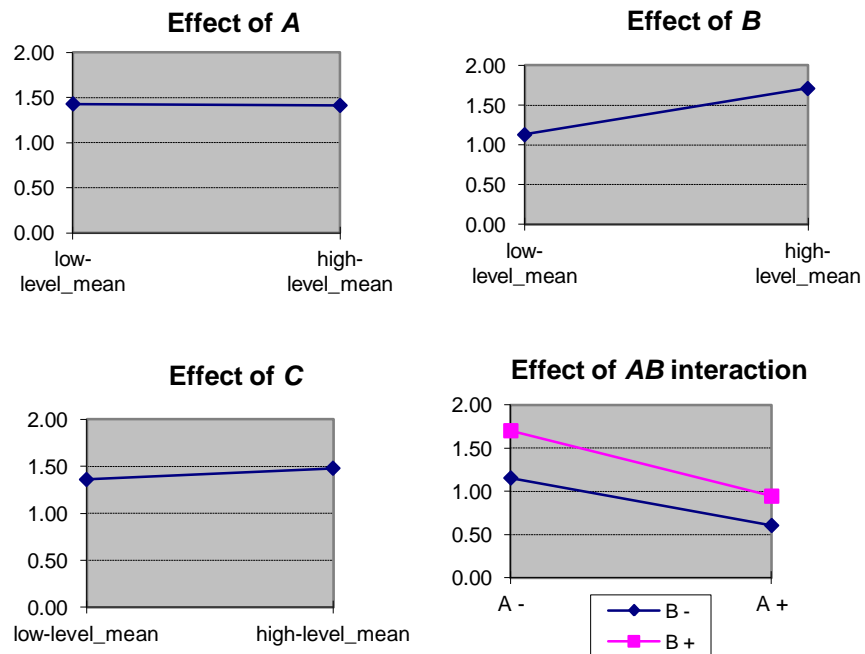 Effect of A
2.00
1.50
1.00
0.50
0.00
low-
level_mean
high-
level_mean
Effect of B
2.00
1.50
1.00
0.50
0.00
low-
level_mean
high-
level_mean
Effect of C
2.00
1.50
1.00
0.50
0.00
low-level_mean
high-level_mean
Effect of AB interaction
2.00
1.50
1.00
0.50
0.00
A -
A +
B -
B +